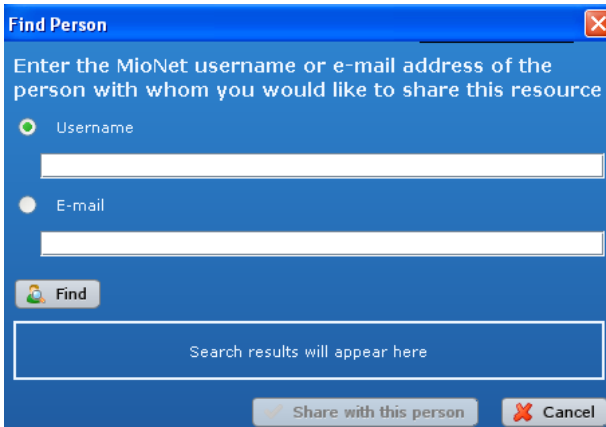 Find Person
Enter the MioNet username or e-mail address of the
person with whom you would like to share this resource
Username
E-mail
Find
Search results will appear here
Share with this person
Cancel